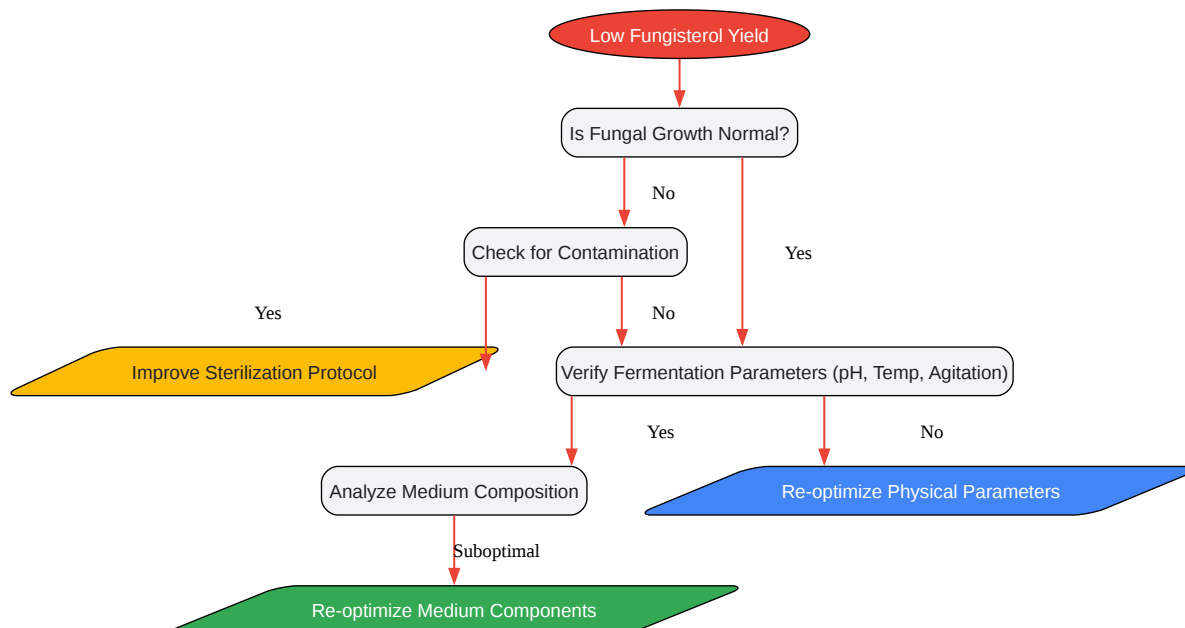 Low Fungisterol Yield
Is Fungal Growth Normal?
No
Check for Contamination
Yes
Yes
No
Improve Sterilization Protocol
Verify Fermentation Parameters (pH, Temp, Agitation)
Yes
No
Analyze Medium Composition
Re-optimize Physical Parameters
Suboptimal
Re-optimize Medium Components